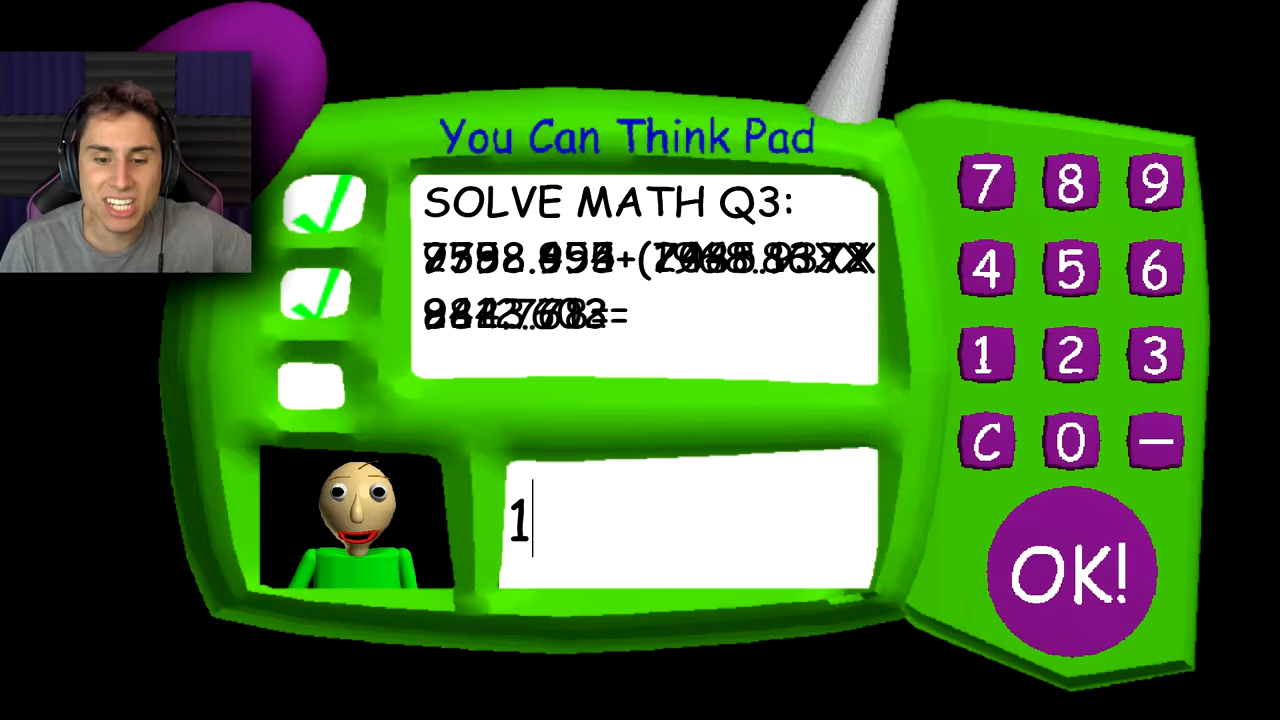 You Can Think Pad
SOLVE MATH Q3:
1
7 8 9
4 5 6
1 2 3
C 0 —
OK!